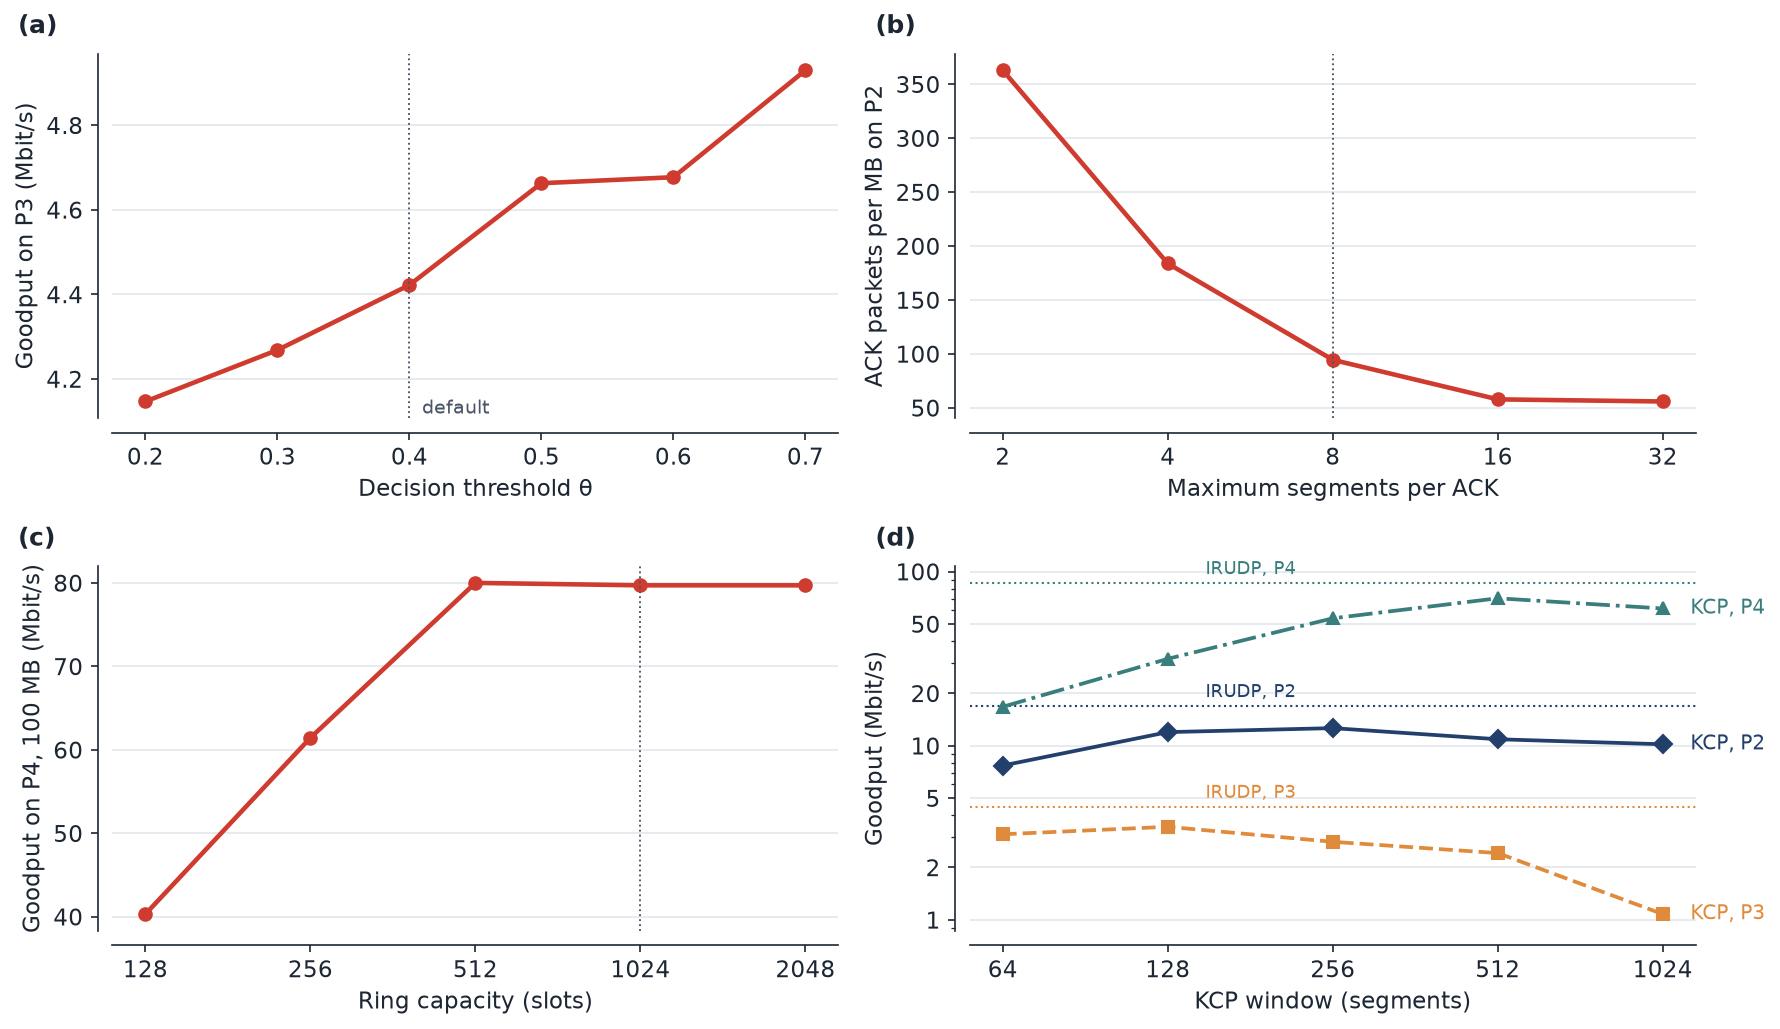 (a)
Goodput on P3 (Mbit/s)
4.8
4.6
4.4
4.2
default
0.2 0.3 0.4 0.5 0.6 0.7
Decision threshold θ
(b)
ACK packets per MB on P2
350
300
250
200
150
100
50
2 4 8 16 32
Maximum segments per ACK
(c)
Goodput on P4, 100 MB (Mbit/s)
80
70
60
50
40
128 256 512 1024 2048
Ring capacity (slots)
(d)
Goodput (Mbit/s)
100
50
20
10
5
2
1
IRUDP, P4
KCP, P4
IRUDP, P2
KCP, P2
IRUDP, P3
KCP, P3
64 128 256 512 1024
KCP window (segments)